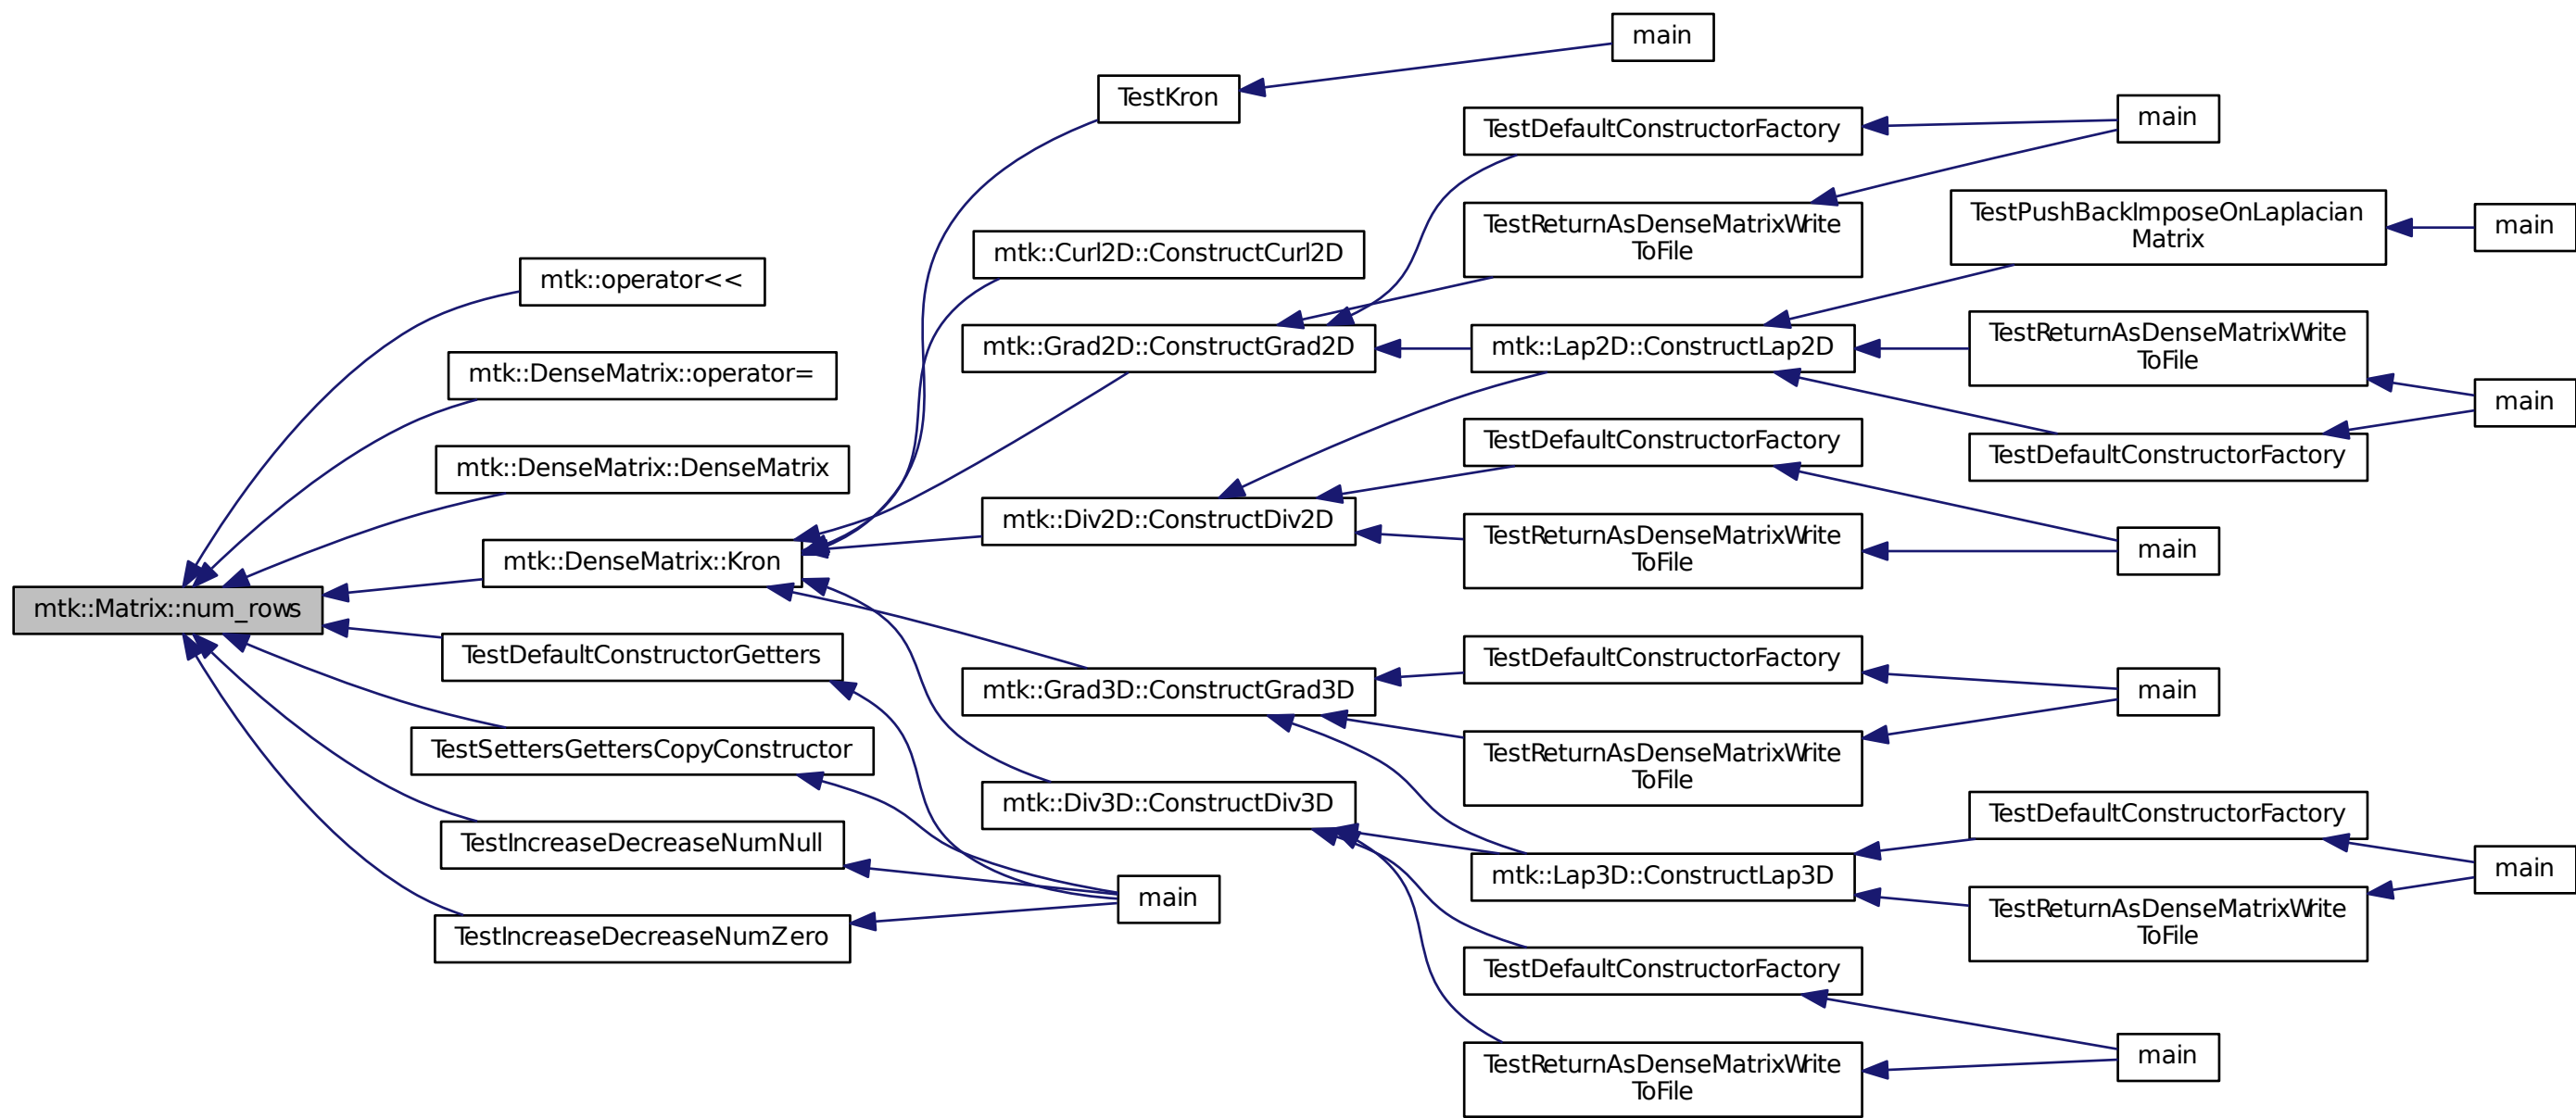 main
TestKron
TestDefaultConstructorFactory
main
TestReturnAsDenseMatrixWrite
ToFile
TestPushBackImposeOnLaplacian
Matrix
main
mtk::Curl2D::ConstructCurl2D
mtk::operator<<
mtk::Grad2D::ConstructGrad2D
mtk::Lap2D::ConstructLap2D
TestReturnAsDenseMatrixWrite
ToFile
main
mtk::DenseMatrix::operator=
TestDefaultConstructorFactory
TestDefaultConstructorFactory
mtk::DenseMatrix::DenseMatrix
mtk::Div2D::ConstructDiv2D
TestReturnAsDenseMatrixWrite
ToFile
main
mtk::DenseMatrix::Kron
mtk::Matrix::num_rows
TestDefaultConstructorGetters
TestDefaultConstructorFactory
mtk::Grad3D::ConstructGrad3D
main
TestSettersGettersCopyConstructor
TestReturnAsDenseMatrixWrite
ToFile
mtk::Div3D::ConstructDiv3D
TestDefaultConstructorFactory
TestIncreaseDecreaseNumNull
mtk::Lap3D::ConstructLap3D
main
main
TestReturnAsDenseMatrixWrite
ToFile
TestIncreaseDecreaseNumZero
TestDefaultConstructorFactory
main
TestReturnAsDenseMatrixWrite
ToFile